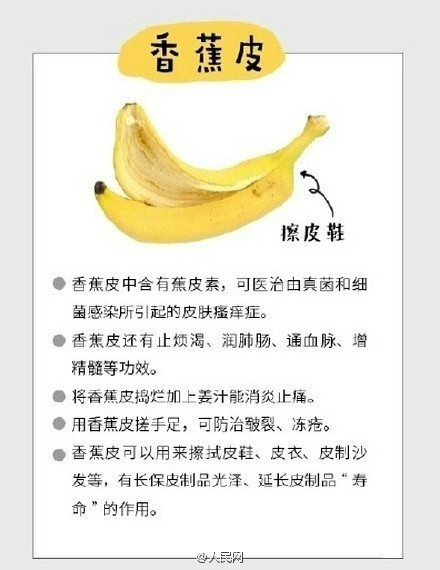 香蕉皮
擦皮鞋
香蕉皮中含有蕉皮素，可医治由真菌和细
菌感染所引起的皮肤瘙痒症。
香蕉皮还有止烦渴、润肺肠、通血脉、增
精髓等功效。
将香蕉皮捣烂加上姜汁能消炎止痛。
用香蕉皮搓手足，可防治皲裂、冻疮。
香蕉皮可以用来擦拭皮鞋、皮衣、皮制沙
发等，有长保皮制品光泽、延长皮制品“寿
命”的作用。
@人民网